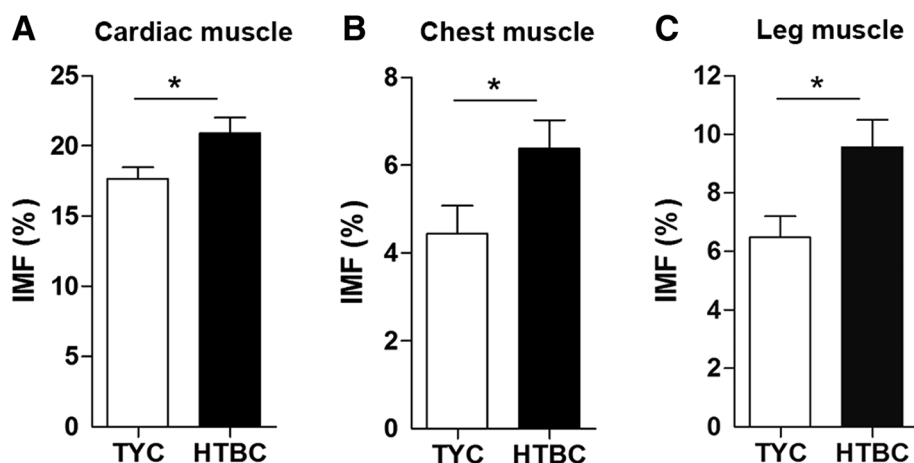 A Cardiac muscle
25
20
15
10
5
0
IMF (%)
*
TYC HTBC
B Chest muscle
8
6
4
2
0
IMF (%)
*
TYC HTBC
C Leg muscle
12
10
8
6
4
2
0
IMF (%)
*
TYC HTBC